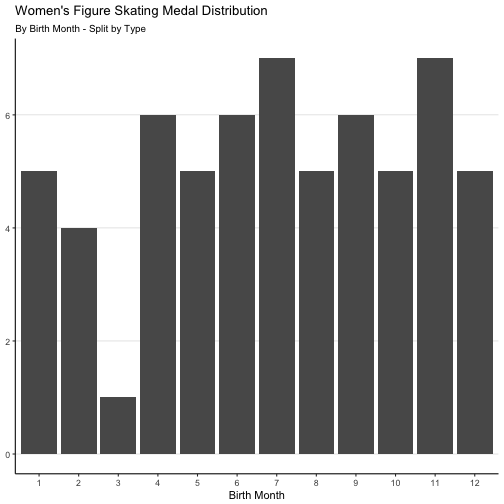 Women's Figure Skating Medal Distribution
By Birth Month - Split by Type
6
4
2
0
1 2 3 4 5 6 7 8 9 10 11 12
Birth Month